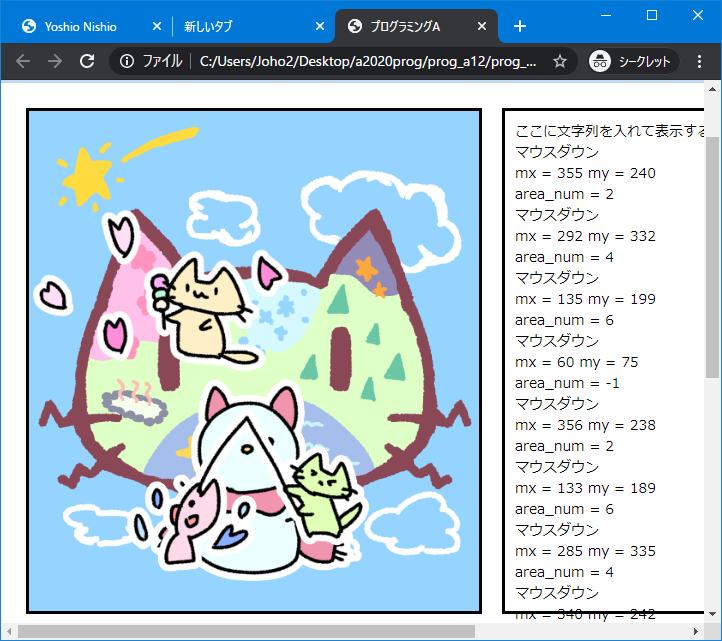 Yoshio Nishio
新しいタブ
プログラミングA
ファイル
C:/Users/Joho2/Desktop/a2020prog/prog_a12/prog_...
シークレット
ここに文字列を入れて表示する
マウスダウン
mx = 355 my = 240
area_num = 2
マウスダウン
mx = 292 my = 332
area_num = 4
マウスダウン
mx = 135 my = 199
area_num = 6
マウスダウン
mx = 60 my = 75
area_num = -1
マウスダウン
mx = 356 my = 238
area_num = 2
マウスダウン
mx = 133 my = 189
area_num = 6
マウスダウン
mx = 285 my = 335
area_num = 4
マウスダウン
mx = 340 my = 242